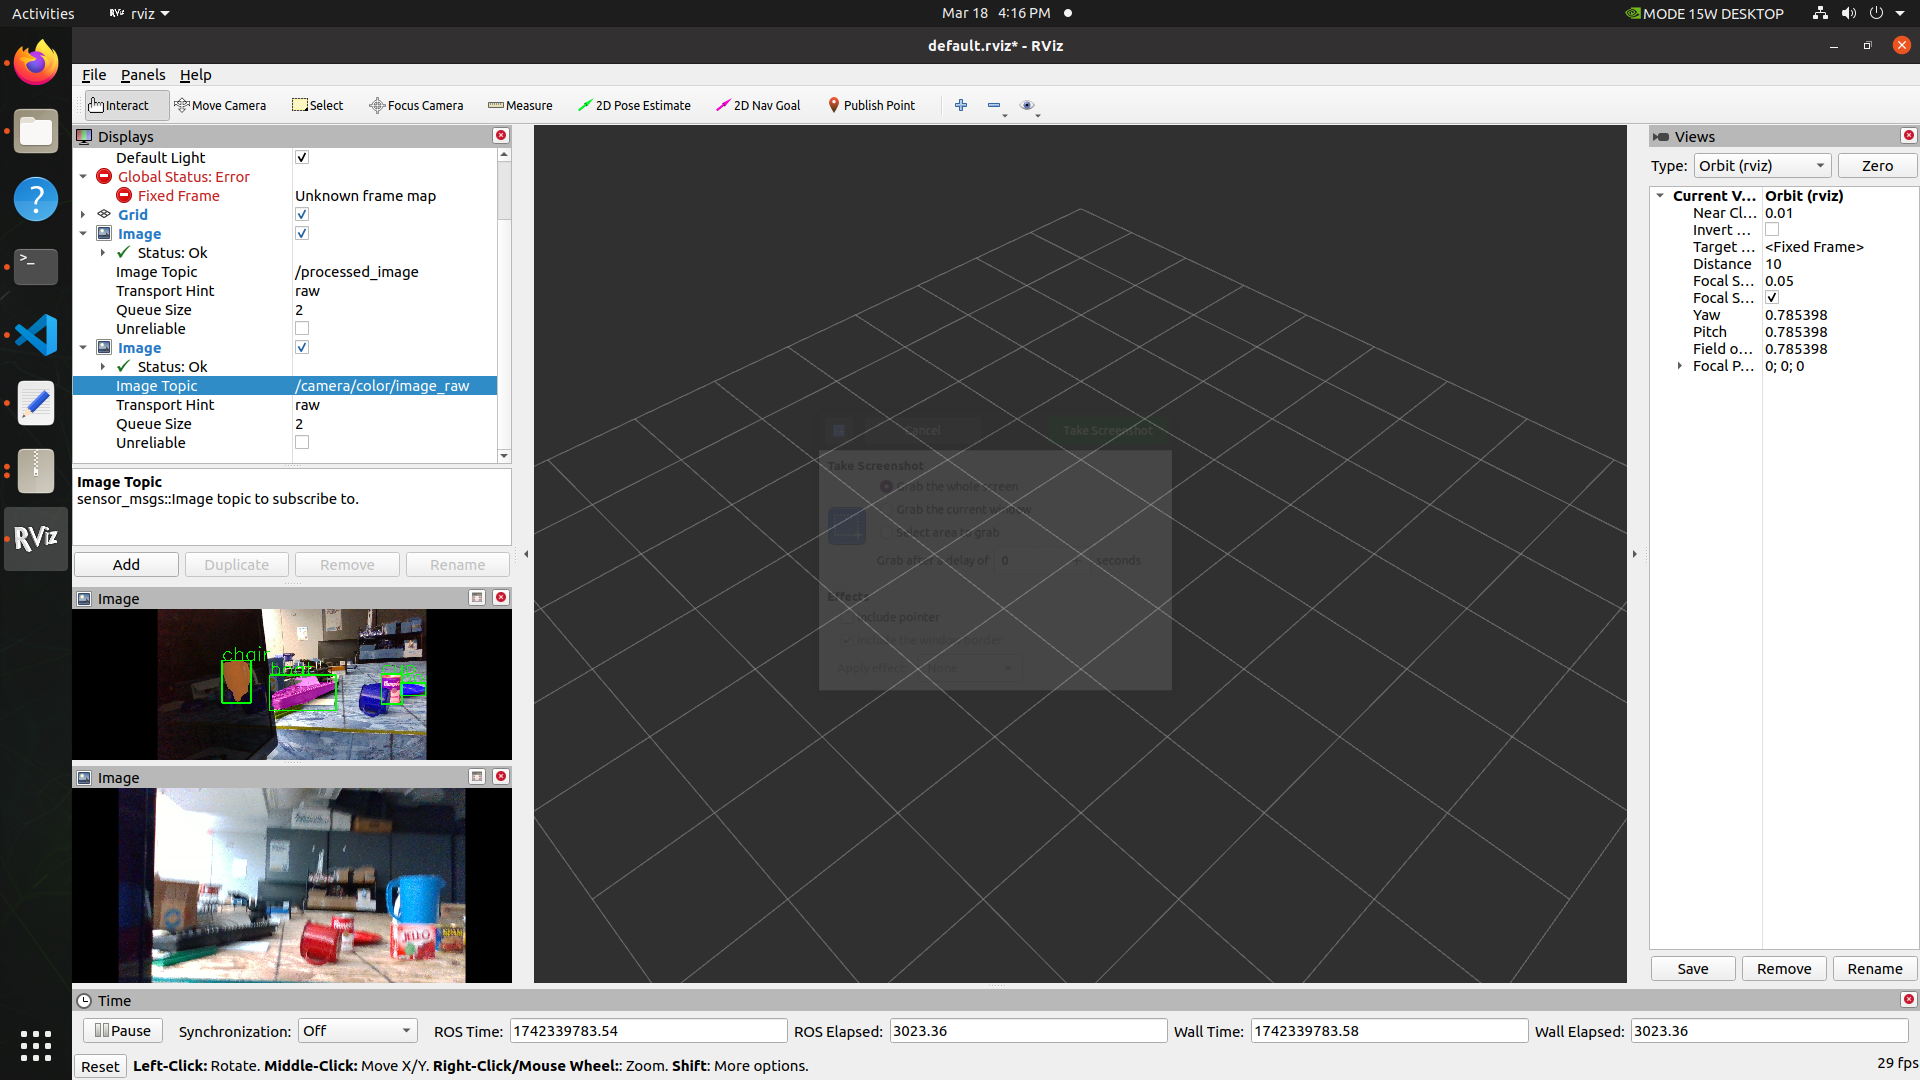 Activities rviz Mar 18 4:16 PM MODE 15W DESKTOP
default.rviz* - RViz
File Panels Help
Interact Move Camera Select Focus Camera Measure 2D Pose Estimate 2D Nav Goal Publish Point
Displays
Default Light
Global Status: Error
Fixed Frame Unknown frame map
Grid
Image
Status: Ok
Image Topic /processed_image
Transport Hint raw
Queue Size 2
Unreliable
Image
Status: Ok
Image Topic /camera/color/image_raw
Transport Hint raw
Queue Size 2
Unreliable
Image Topic
sensor_msgs::Image topic to subscribe to.
Add Duplicate Remove Rename
Image
chair
Image
JELLO
RViz
Cancel Take Screenshot
Take Screenshot
Grab the whole screen
Grab the current window
Select area to grab
Grab after a delay of 0 seconds
Effects
Include pointer
Include the window border
Apply effect: None
Views
Type: Orbit (rviz) Zero
Current V... Orbit (rviz)
Near Cl... 0.01
Invert ...
Target ... <Fixed Frame>
Distance 10
Focal S... 0.05
Focal S...
Yaw 0.785398
Pitch 0.785398
Field o... 0.785398
Focal P... 0; 0; 0
Save Remove Rename
Time
Pause Synchronization: Off ROS Time: 1742339783.54 ROS Elapsed: 3023.36 Wall Time: 1742339783.58 Wall Elapsed: 3023.36
Reset Left-Click: Rotate. Middle-Click: Move X/Y. Right-Click/Mouse Wheel:: Zoom. Shift: More options. 29 fps